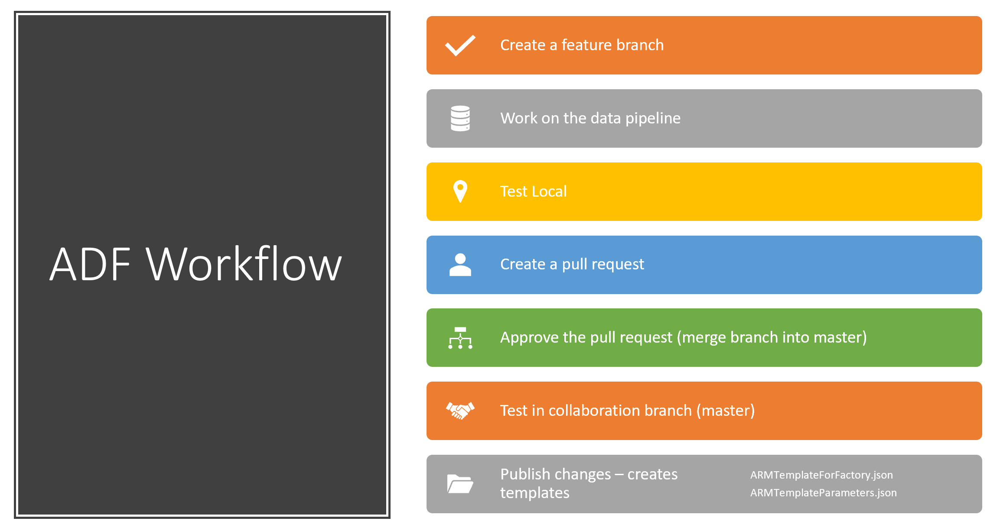 ADF Workflow
Create a feature branch
Work on the data pipeline
Test Local
Create a pull request
Approve the pull request (merge branch into master)
Test in collaboration branch (master)
Publish changes – creates
templates
ARMTemplateForFactory.json
ARMTemplateParameters.json